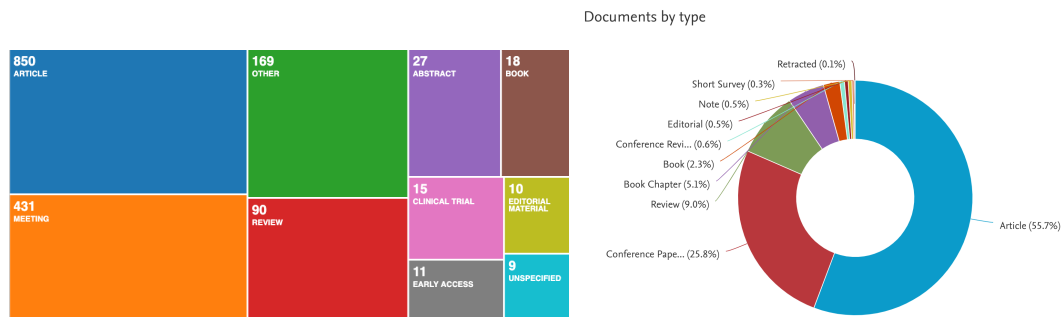 Documents by type
850
ARTICLE
431
MEETING
169
OTHER
90
REVIEW
27
ABSTRACT
18
BOOK
15
CLINICAL TRIAL
10
EDITORIAL
MATERIAL
11
EARLY ACCESS
9
UNSPECIFIED
Retracted (0.1%)
Short Survey (0.3%)
Note (0.5%)
Editorial (0.5%)
Conference Revi... (0.6%)
Book (2.3%)
Book Chapter (5.1%)
Review (9.0%)
Conference Pape... (25.8%)
Article (55.7%)